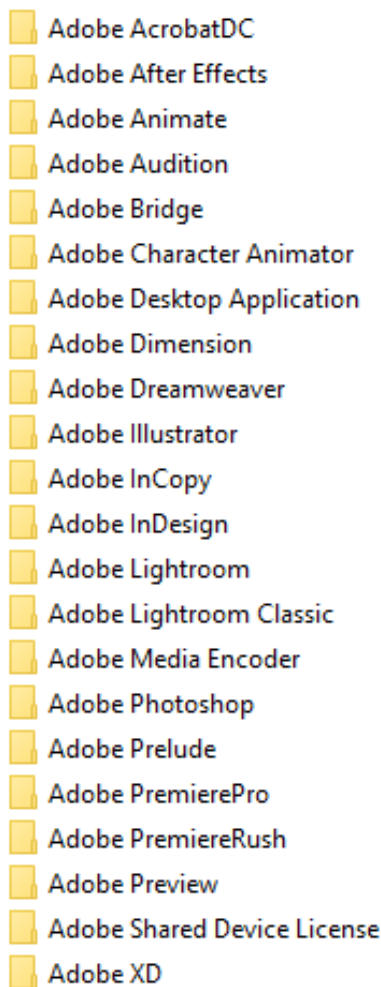 Adobe AcrobatDC
Adobe After Effects
Adobe Animate
Adobe Audition
Adobe Bridge
Adobe Character Animator
Adobe Desktop Application
Adobe Dimension
Adobe Dreamweaver
Adobe Illustrator
Adobe InCopy
Adobe InDesign
Adobe Lightroom
Adobe Lightroom Classic
Adobe Media Encoder
Adobe Photoshop
Adobe Prelude
Adobe PremierePro
Adobe PremiereRush
Adobe Preview
Adobe Shared Device License
Adobe XD